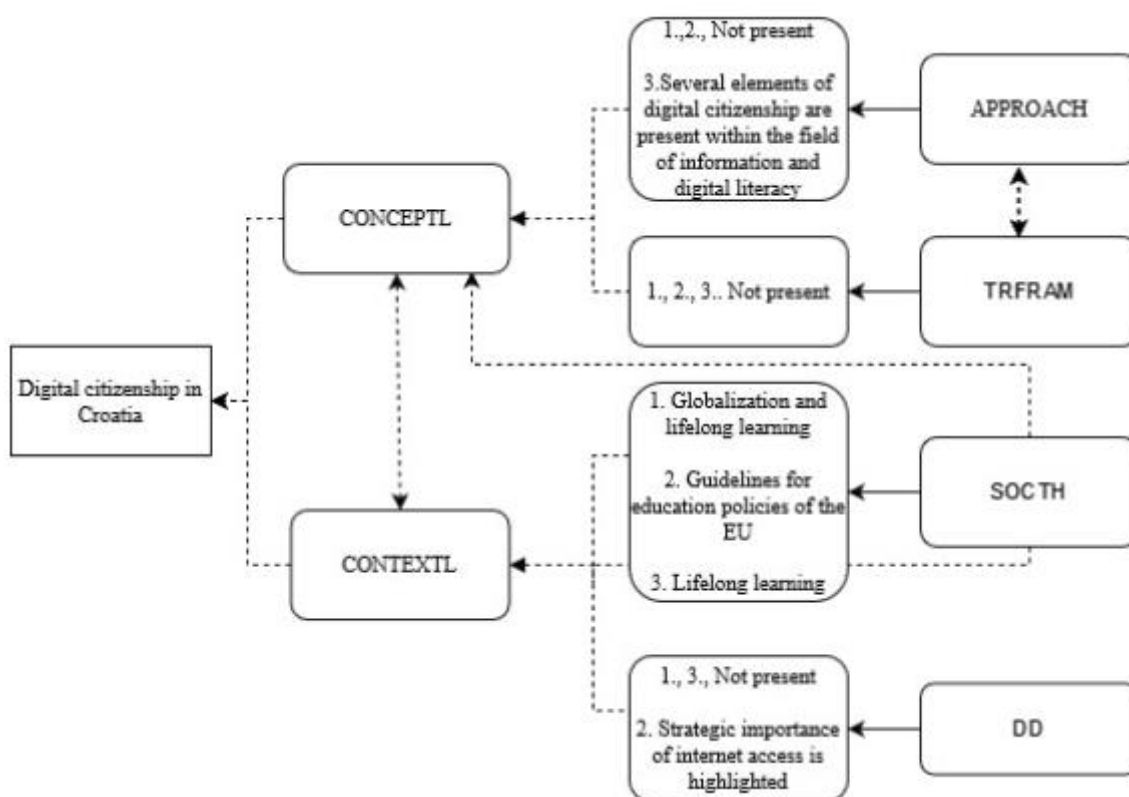 1.,2., Not present
3.Several elements of
digital citizenship are
present within the field
of information and
digital literacy
APPROACH
CONCEPTL
1., 2., 3.. Not present
TRFRAM
Digital citizenship in
Croatia
1. Globalization and
lifelong learning
2. Guidelines for
education policies of the
EU
3. Lifelong learning
SOCTH
CONTEXTL
1., 3., Not present
2. Strategic importance
of internet access is
highlighted
DD